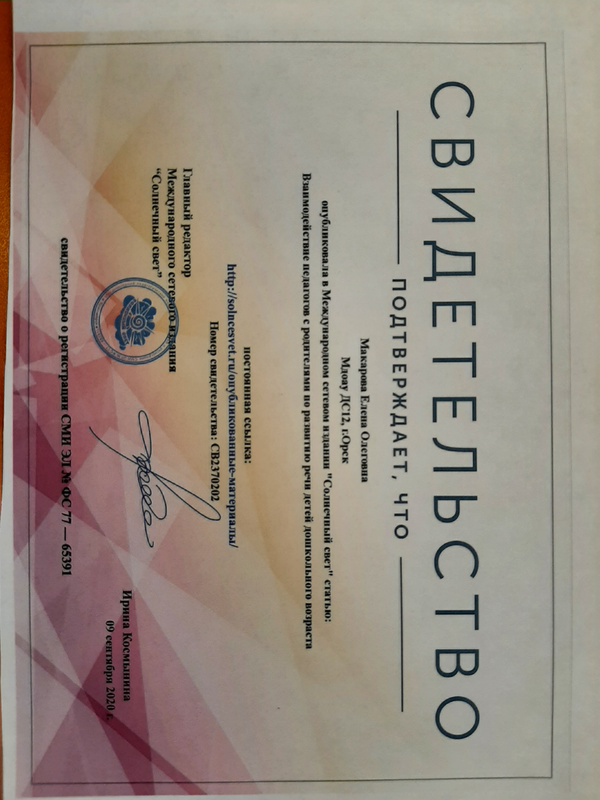 СВИДЕТЕЛЬСТВО
ПОДТВЕРЖДАЕТ, ЧТО
Макарова Елена Олеговна
Мдоау ДС12, г.Орск
опубликовала в Международном сетевом издании "Солнечный свет" статью:
Взаимодействие педагогов с родителями по развитию речи детей дошкольного возраста
постоянная ссылка:
http://solncesvet.ru/опубликованные-материалы/
Номер свидетельства: СВ2370202
Главный редактор
Международного сетевого издания
"Солнечный свет"
Ирина Космынина
09 сентября 2020 г.
свидетельство о регистрации СМИ ЭЛ № ФС 77 — 65391